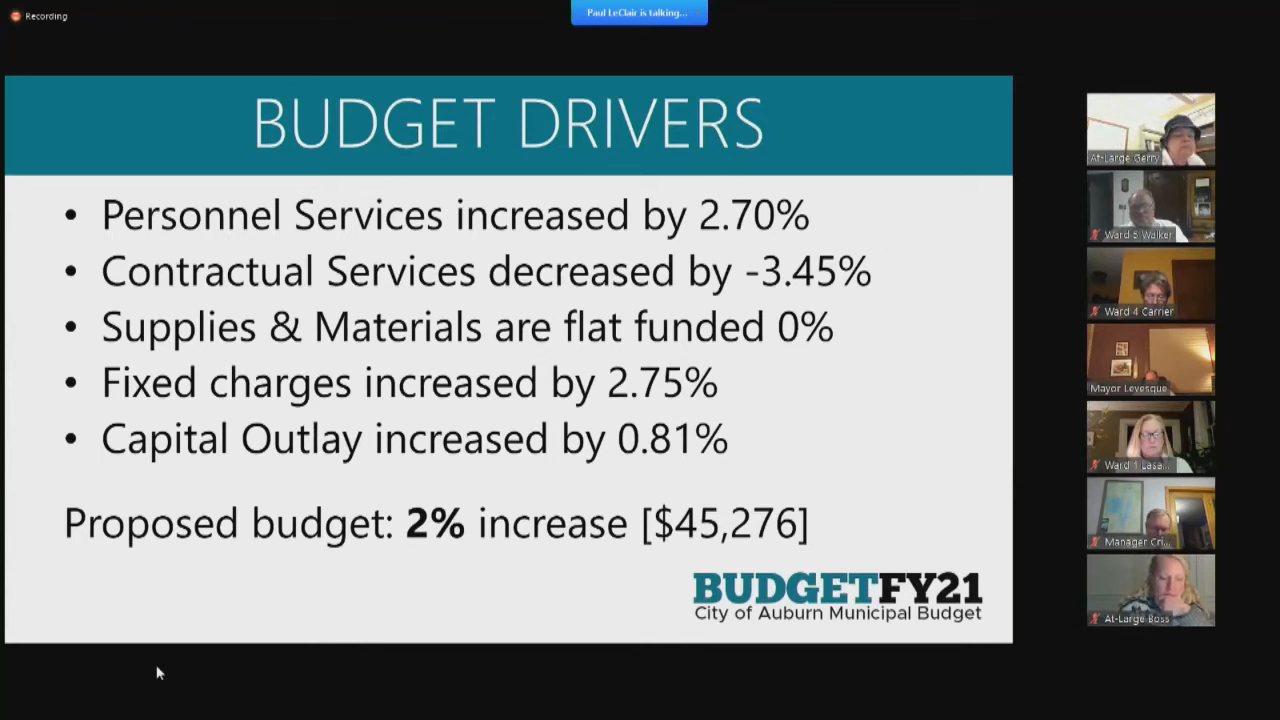 Recording
Paul LeClair is talking...
BUDGET DRIVERS
• Personnel Services increased by 2.70%
• Contractual Services decreased by -3.45%
• Supplies & Materials are flat funded 0%
• Fixed charges increased by 2.75%
• Capital Outlay increased by 0.81%
Proposed budget: 2% increase [$45,276]
BUDGETFY21
City of Auburn Municipal Budget
At-Large Gerry
Ward 5 Walker
Ward 4 Carrier
Mayor Levesque
Ward 1 Lasa...
Manager Cri...
At-Large Boss